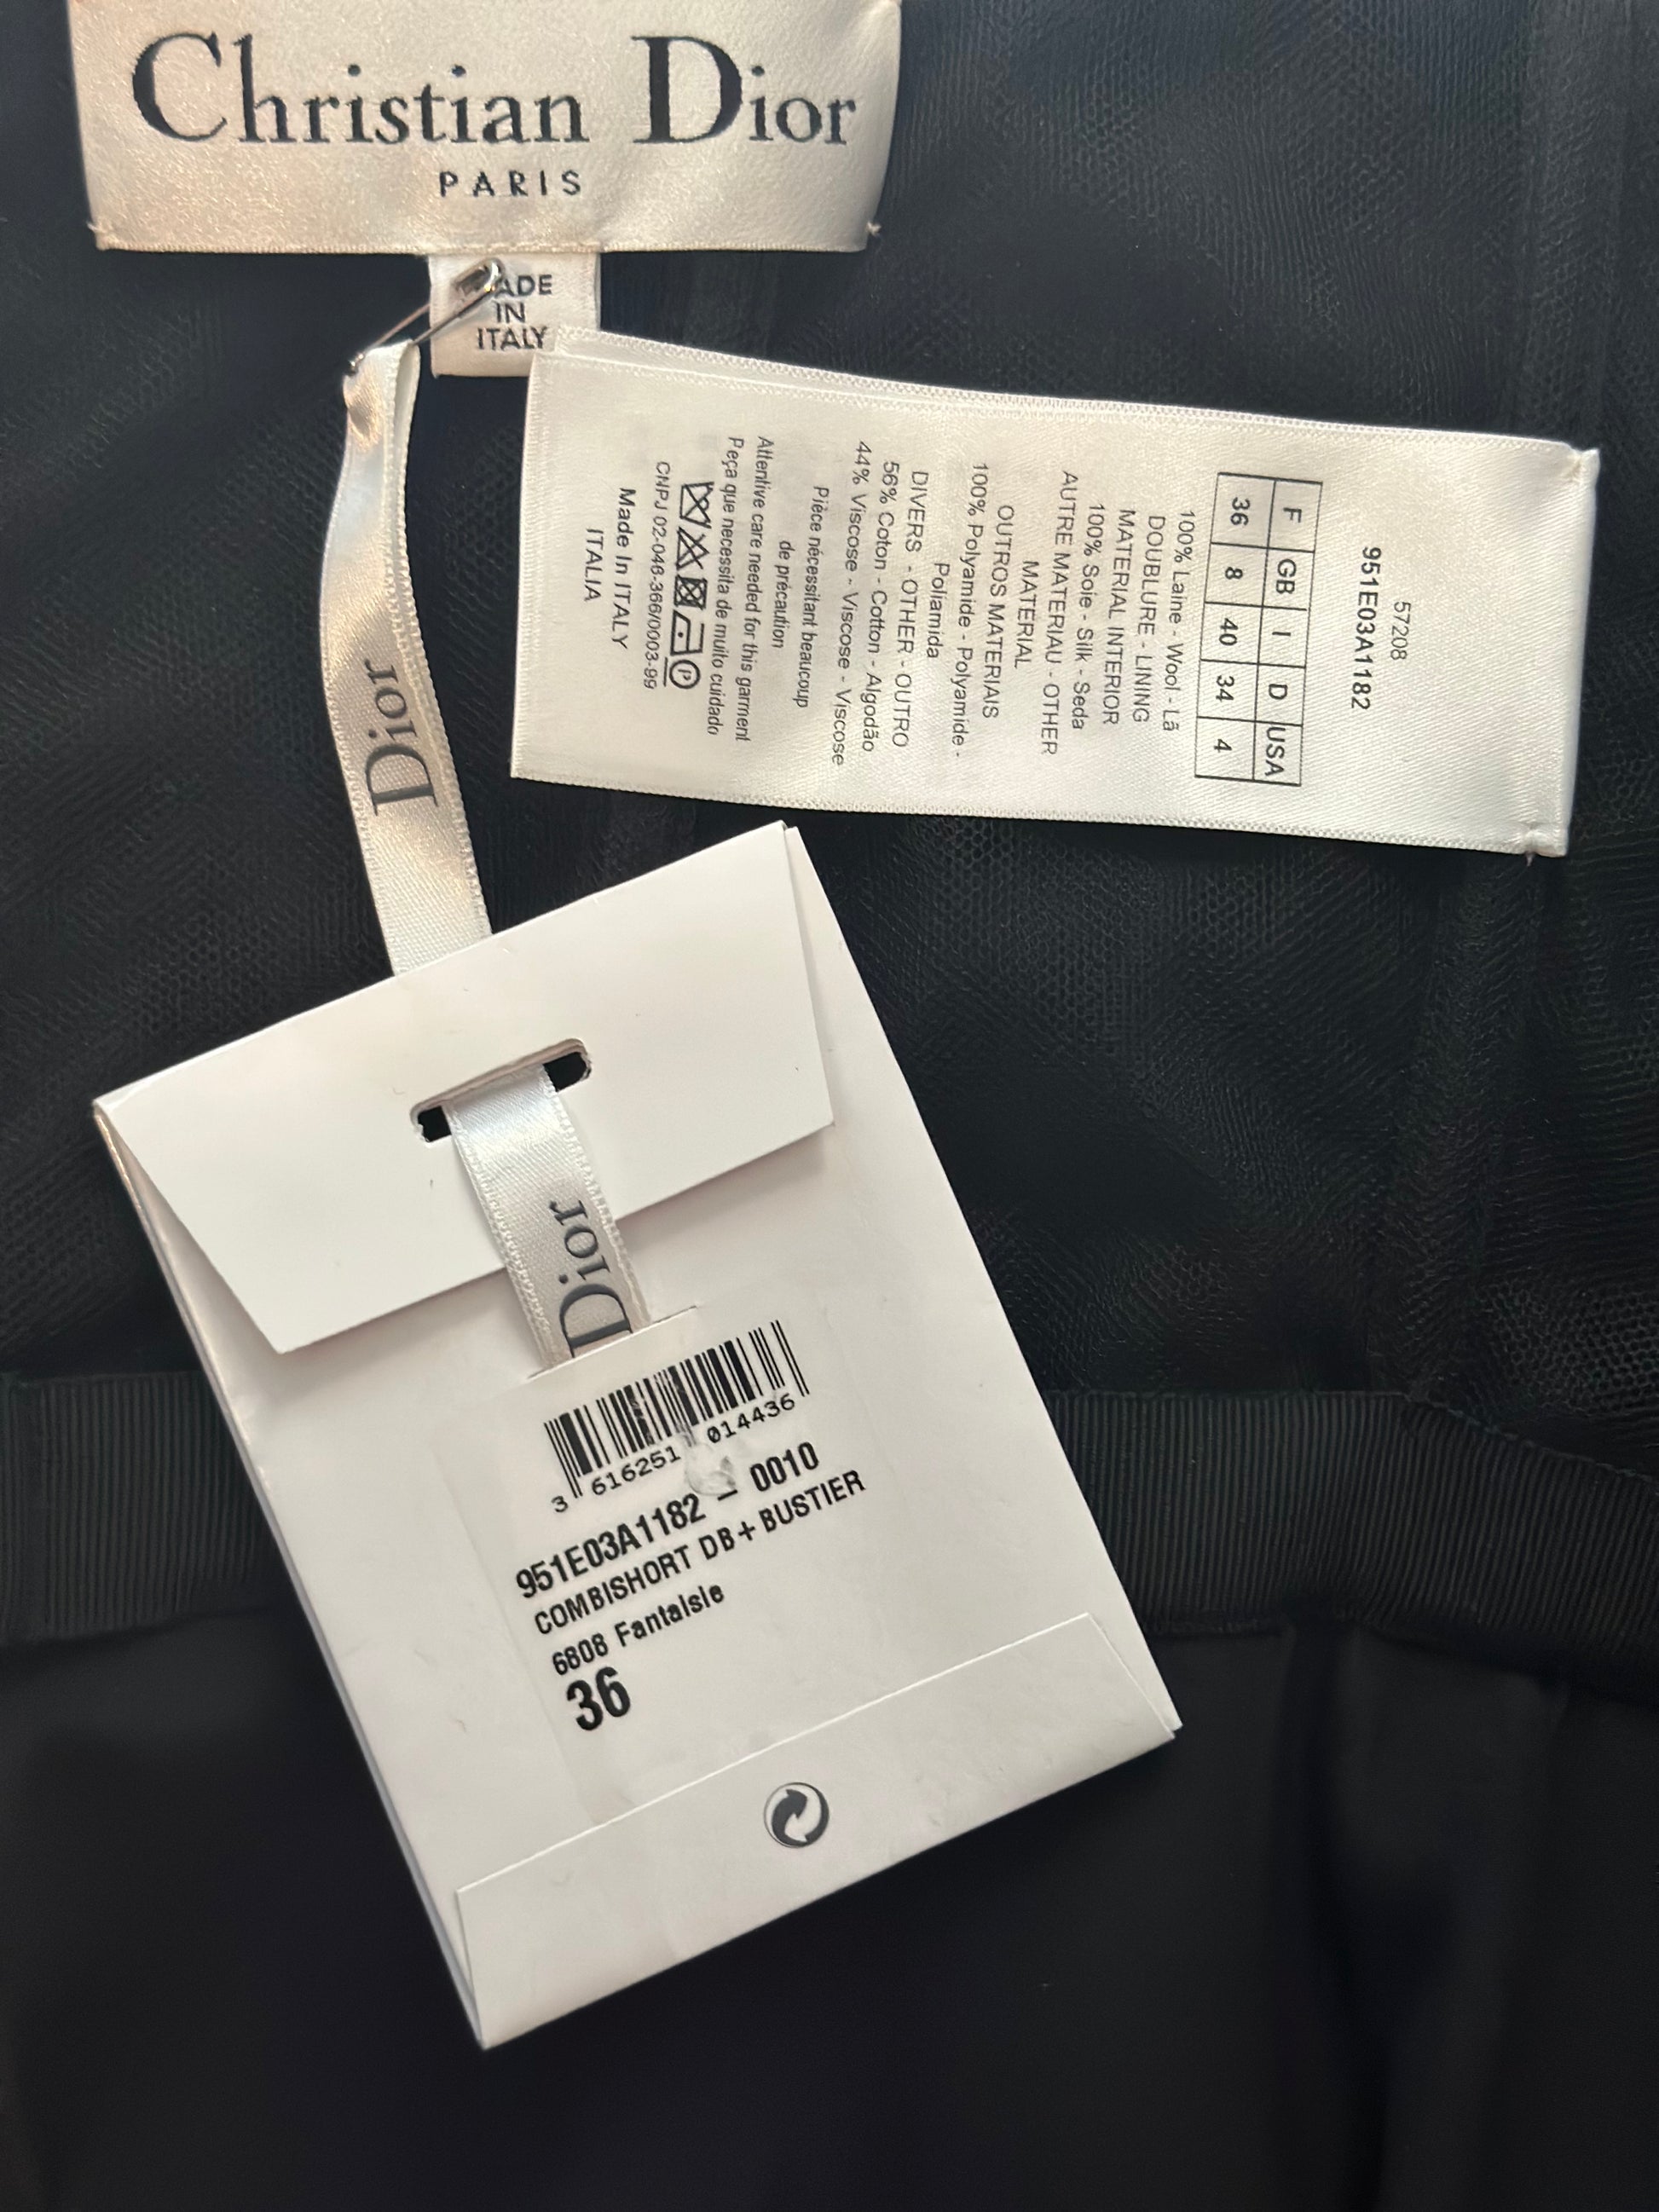 Christian Dior
PARIS
ADE
IN
ITALY
57208
951E03A1182
F GB I D USA
36 8 40 34 4
100% Laine - Wool - Lã
DOUBLURE - LINING
MATERIAL INTERIOR
100% Soie - Silk - Seda
AUTRE MATERIAU - OTHER
MATERIAL
OUTROS MATERIAIS
100% Polyamide - Polyamide -
Poliamida
DIVERS - OTHER - OUTRO
56% Coton - Cotton - Algodão
44% Viscose - Viscose - Viscose
Pièce nécessitant beaucoup
de précaution
Attentive care needed for this garment
Peça que necessita de muito cuidado
P
CNPJ 02-046-366/0003-99
Made In ITALY
ITALIA
Dior
Dior
3 616251 014436
951E03A1182 - 0010
COMBISHORT DB+BUSTIER
6808 Fantaisie
36